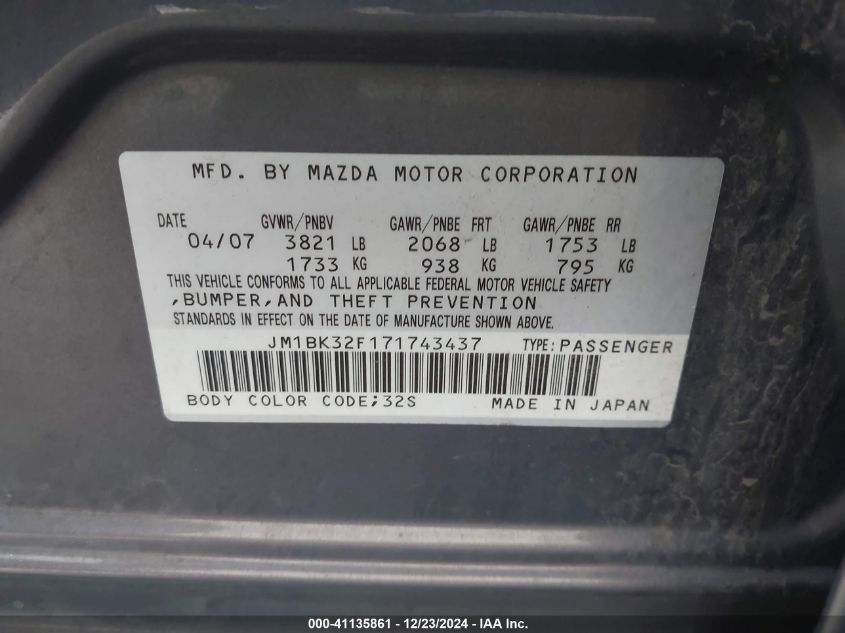 MFD. BY MAZDA MOTOR CORPORATION
DATE GVWR/PNBV GAWR/PNBE FRT GAWR/PNBE RR
04/07 3821 LB 2068 LB 1753 LB
1733 KG 938 KG 795 KG
THIS VEHICLE CONFORMS TO ALL APPLICABLE FEDERAL MOTOR VEHICLE SAFETY
,BUMPER,AND THEFT PREVENTION
STANDARDS IN EFFECT ON THE DATE OF MANUFACTURE SHOWN ABOVE.
JM1BK32F171743437 TYPE:PASSENGER
BODY COLOR CODE;32S MADE IN JAPAN
000-41135861 - 12/23/2024 - IAA Inc.